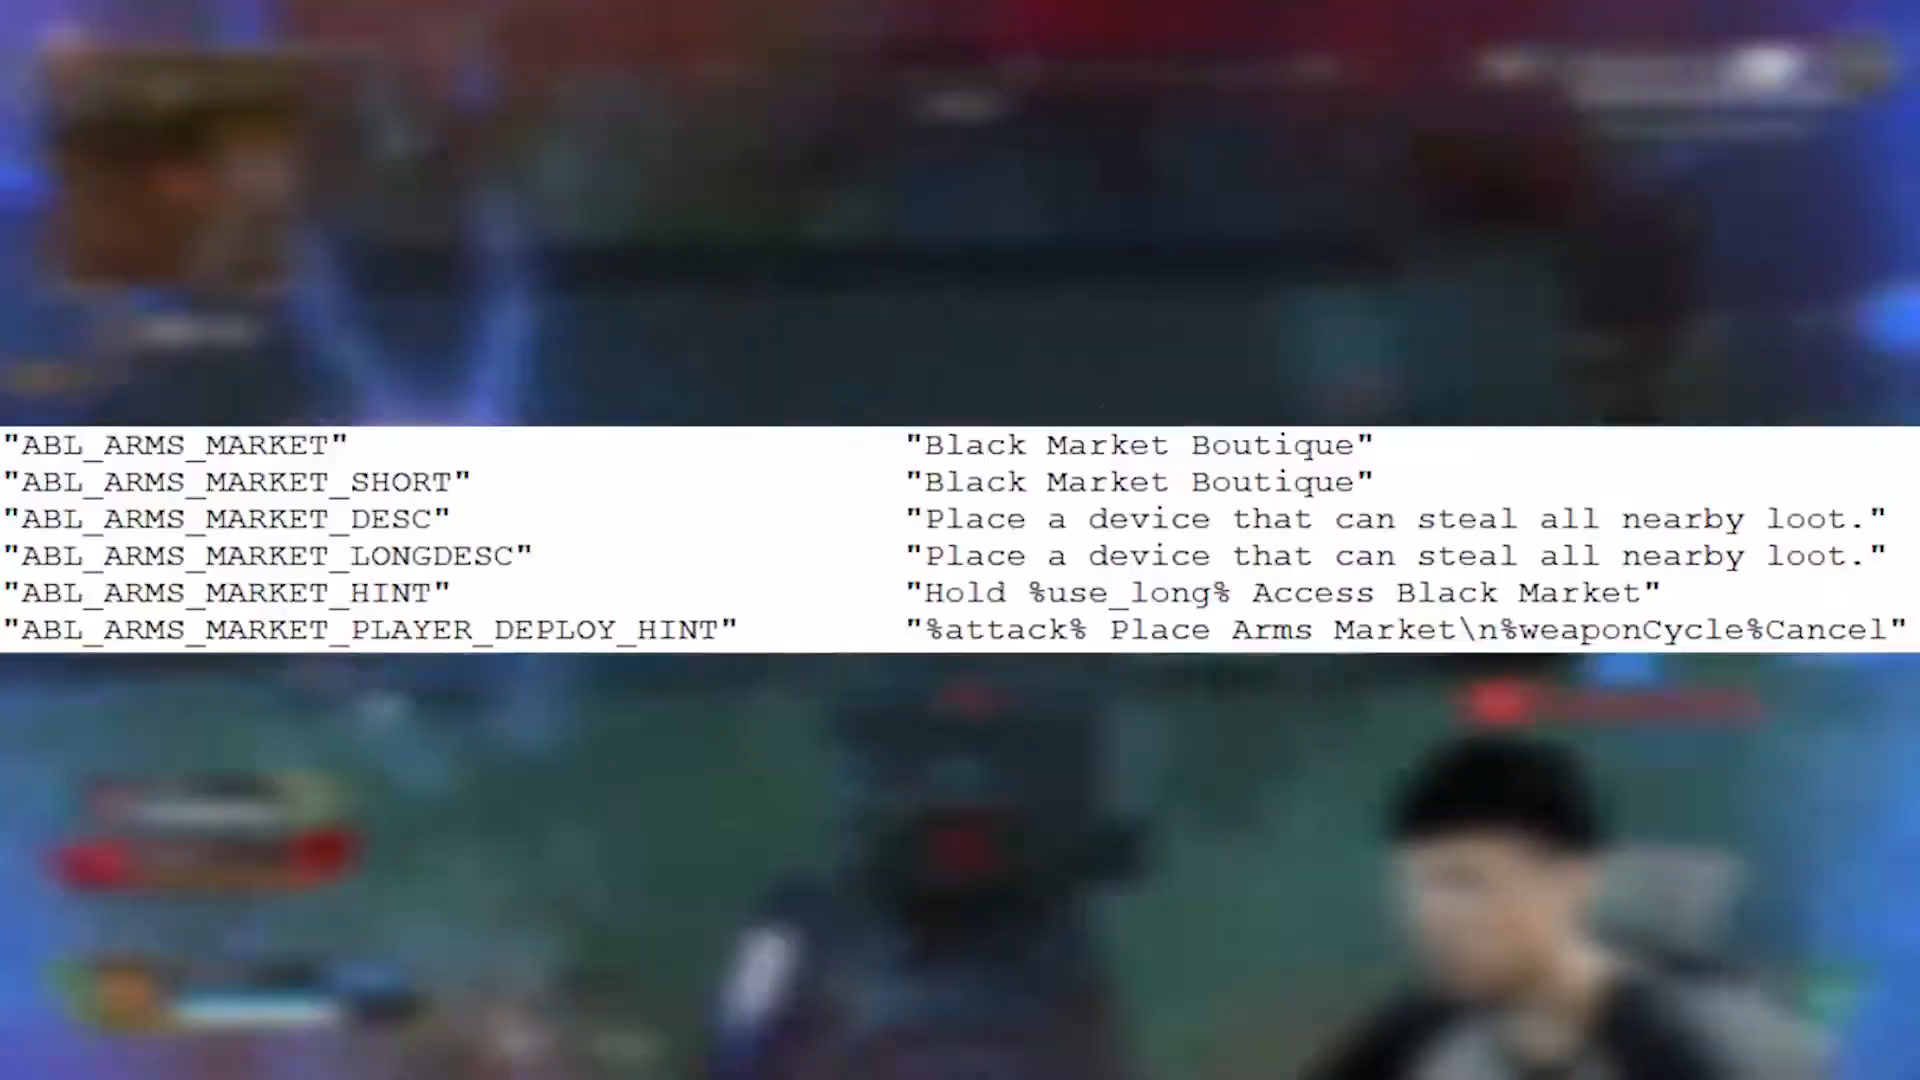 "ABL_ARMS_MARKET" "Black Market Boutique"
"ABL_ARMS_MARKET_SHORT" "Black Market Boutique"
"ABL_ARMS_MARKET_DESC" "Place a device that can steal all nearby loot."
"ABL_ARMS_MARKET_LONGDESC" "Place a device that can steal all nearby loot."
"ABL_ARMS_MARKET_HINT" "Hold %use_long% Access Black Market"
"ABL_ARMS_MARKET_PLAYER_DEPLOY_HINT" "%attack% Place Arms Market\n%weaponCycle%Cancel"